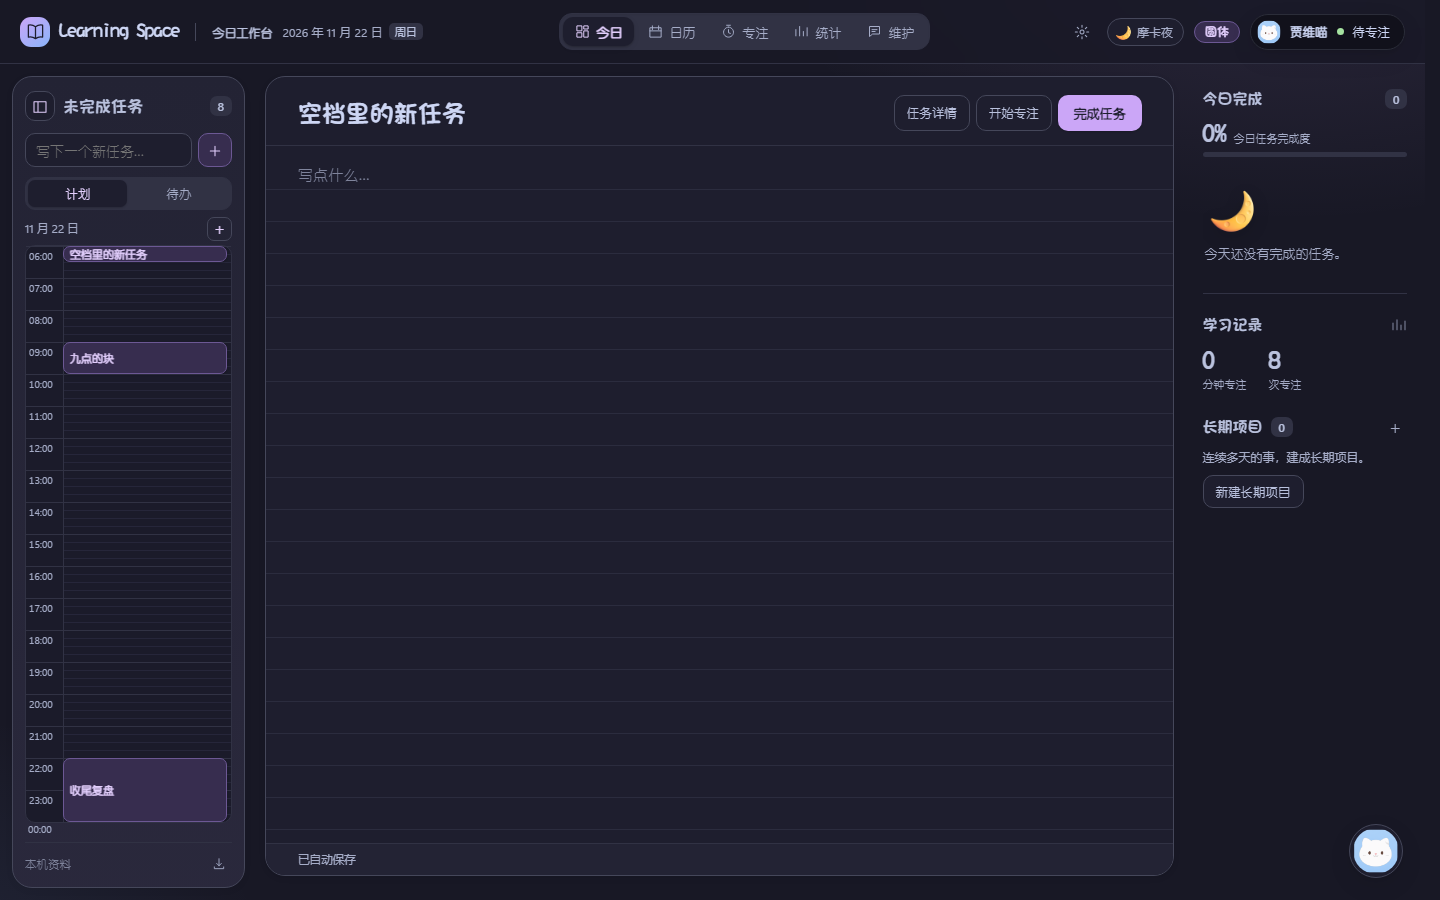 Learning Space
今日工作台 2026 年 11 月 22 日 周日
今日 日历 专注 统计 维护
摩卡夜 圆体 贾维喵 待专注
未完成任务 8
写下一个新任务...
计划 待办
11 月 22 日
06:00 空档里的新任务
07:00
08:00
09:00 九点的块
10:00
11:00
12:00
13:00
14:00
15:00
16:00
17:00
18:00
19:00
20:00
21:00
22:00
收尾复盘
23:00
00:00
本机资料
空档里的新任务
任务详情 开始专注 完成任务
写点什么...
已自动保存
今日完成 0
0% 今日任务完成度
今天还没有完成的任务。
学习记录
0 8
分钟专注 次专注
长期项目 0
连续多天的事，建成长期项目。
新建长期项目